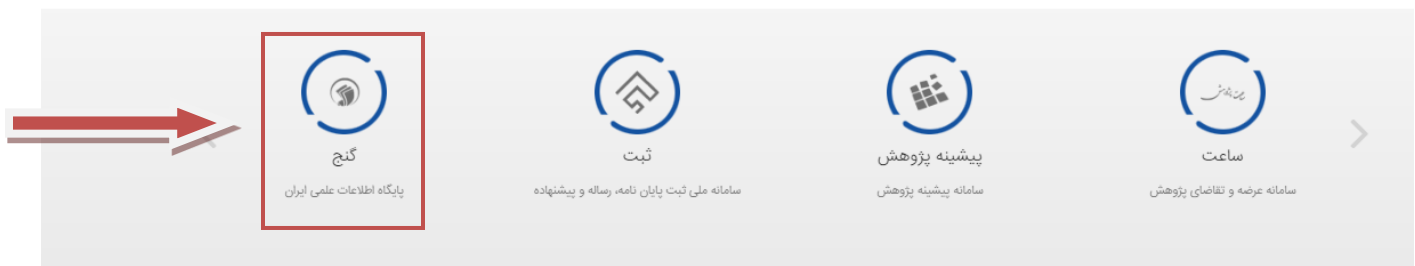 ساعت
سامانه عرضه و تقاضای پژوهش
پیشینه پژوهش
سامانه پیشینه پژوهش
ثبت
سامانه ملی ثبت پایان نامه، رساله و پیشنهاده
گنج
پایگاه اطلاعات علمی ایران